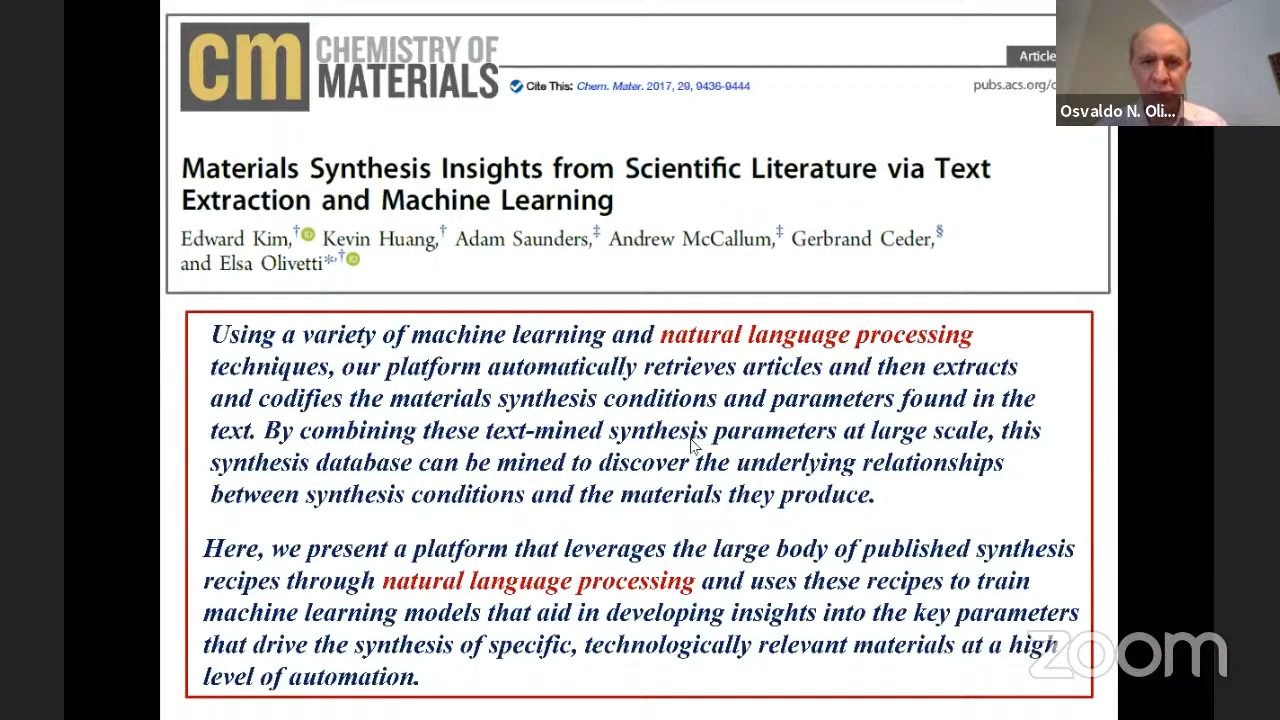 cm CHEMISTRY OF
MATERIALS
Cite This: Chem. Mater. 2017, 29, 9436-9444
Article
pubs.acs.org/c
Osvaldo N. Oli...
Materials Synthesis Insights from Scientific Literature via Text
Extraction and Machine Learning
Edward Kim,† Kevin Huang,† Adam Saunders,‡ Andrew McCallum,‡ Gerbrand Ceder,§
and Elsa Olivetti*,†
Using a variety of machine learning and natural language processing
techniques, our platform automatically retrieves articles and then extracts
and codifies the materials synthesis conditions and parameters found in the
text. By combining these text-mined synthesis parameters at large scale, this
synthesis database can be mined to discover the underlying relationships
between synthesis conditions and the materials they produce.
Here, we present a platform that leverages the large body of published synthesis
recipes through natural language processing and uses these recipes to train
machine learning models that aid in developing insights into the key parameters
that drive the synthesis of specific, technologically relevant materials at a high
level of automation.
zoom